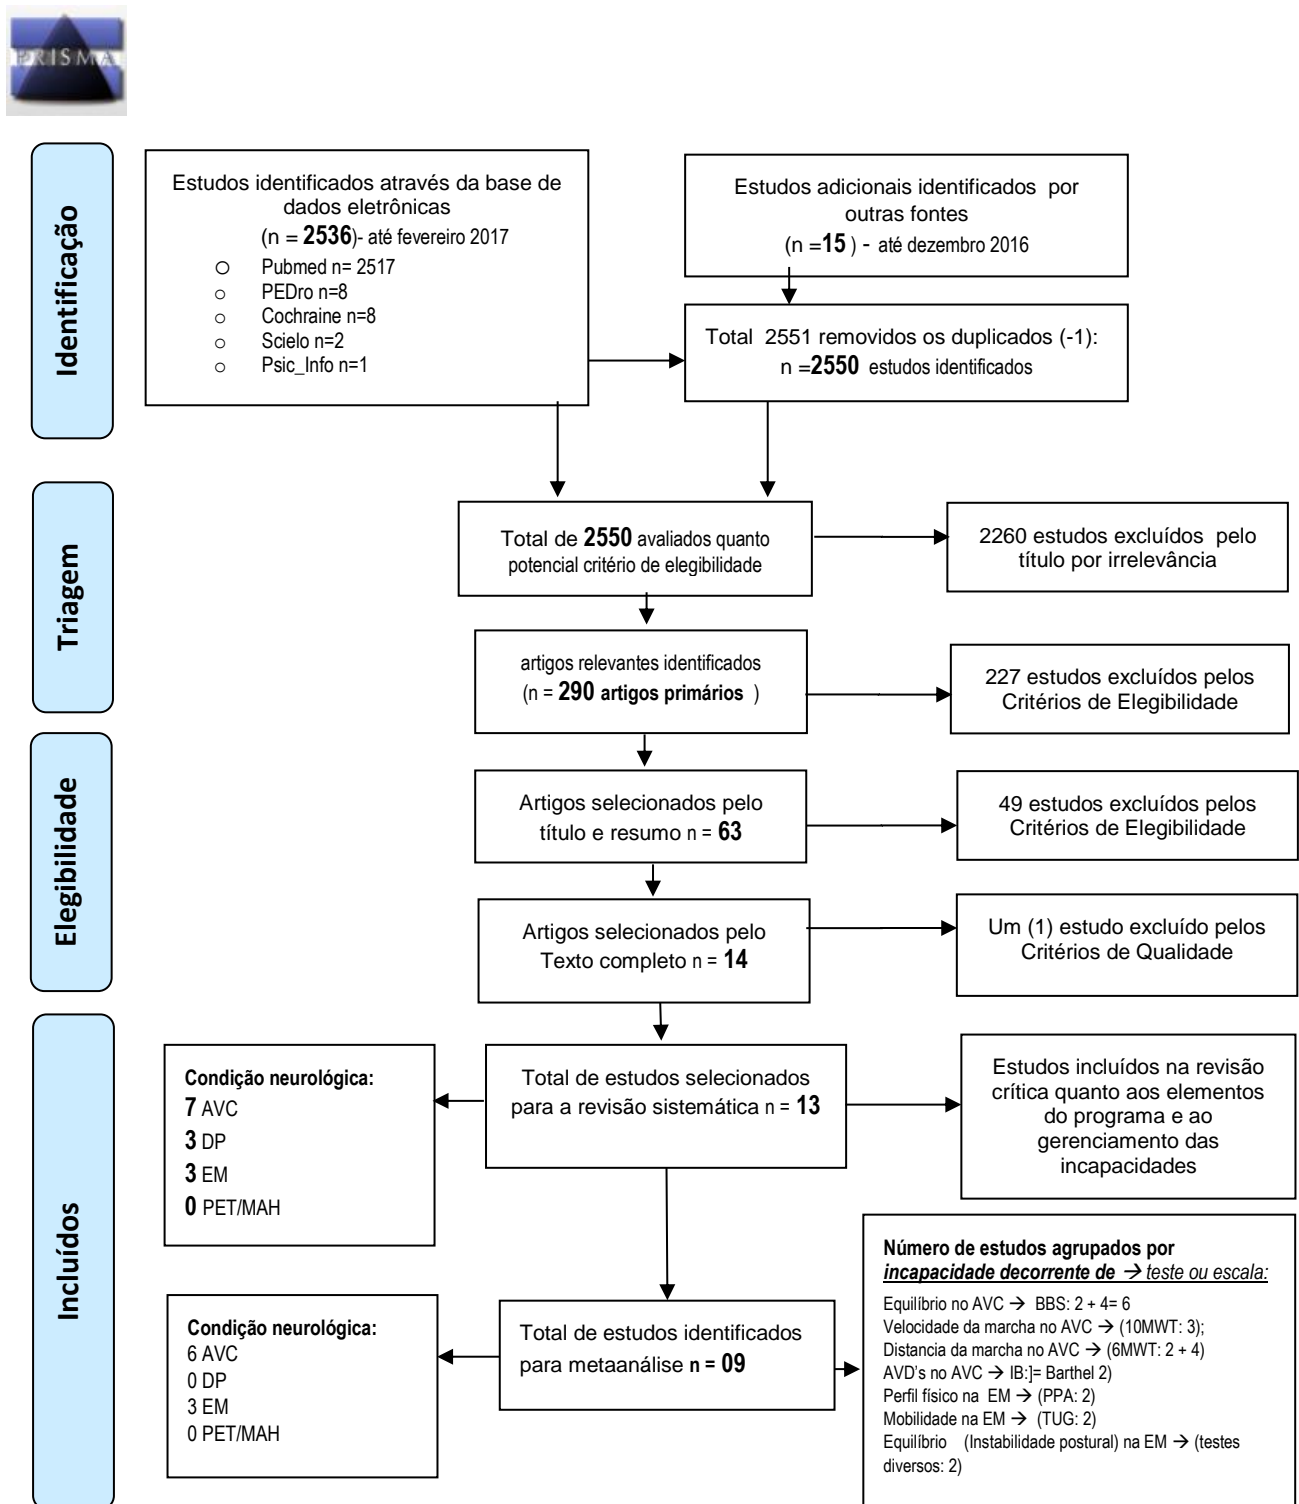 PRISMA
Identificação
Estudos identificados através da base de
dados eletrônicas
(n = 2536)- até fevereiro 2017
o Pubmed n= 2517
o PEDro n=8
o Cochraine n=8
o Scielo n=2
o Psic_Info n=1
Estudos adicionais identificados por
outras fontes
(n =15 ) - até dezembro 2016
Total 2551 removidos os duplicados (-1):
n =2550 estudos identificados
Triagem
Total de 2550 avaliados quanto
potencial critério de elegibilidade
2260 estudos excluídos pelo
título por irrelevância
artigos relevantes identificados
(n = 290 artigos primários )
227 estudos excluídos pelos
Critérios de Elegibilidade
Elegibilidade
Artigos selecionados pelo
título e resumo n = 63
49 estudos excluídos pelos
Critérios de Elegibilidade
Artigos selecionados pelo
Texto completo n = 14
Um (1) estudo excluído pelos
Critérios de Qualidade
Incluídos
Condição neurológica:
7 AVC
3 DP
3 EM
0 PET/MAH
Total de estudos selecionados
para a revisão sistemática n = 13
Estudos incluídos na revisão
crítica quanto aos elementos
do programa e ao
gerenciamento das
incapacidades
Condição neurológica:
6 AVC
0 DP
3 EM
0 PET/MAH
Total de estudos identificados
para metaanálise n = 09
Número de estudos agrupados por
incapacidade decorrente de → teste ou escala:
Equilíbrio no AVC → BBS: 2 + 4= 6
Velocidade da marcha no AVC → (10MWT: 3);
Distancia da marcha no AVC → (6MWT: 2 + 4)
AVD's no AVC → IB:]= Barthel 2)
Perfil físico na EM → (PPA: 2)
Mobilidade na EM → (TUG: 2)
Equilíbrio (Instabilidade postural) na EM → (testes
diversos: 2)